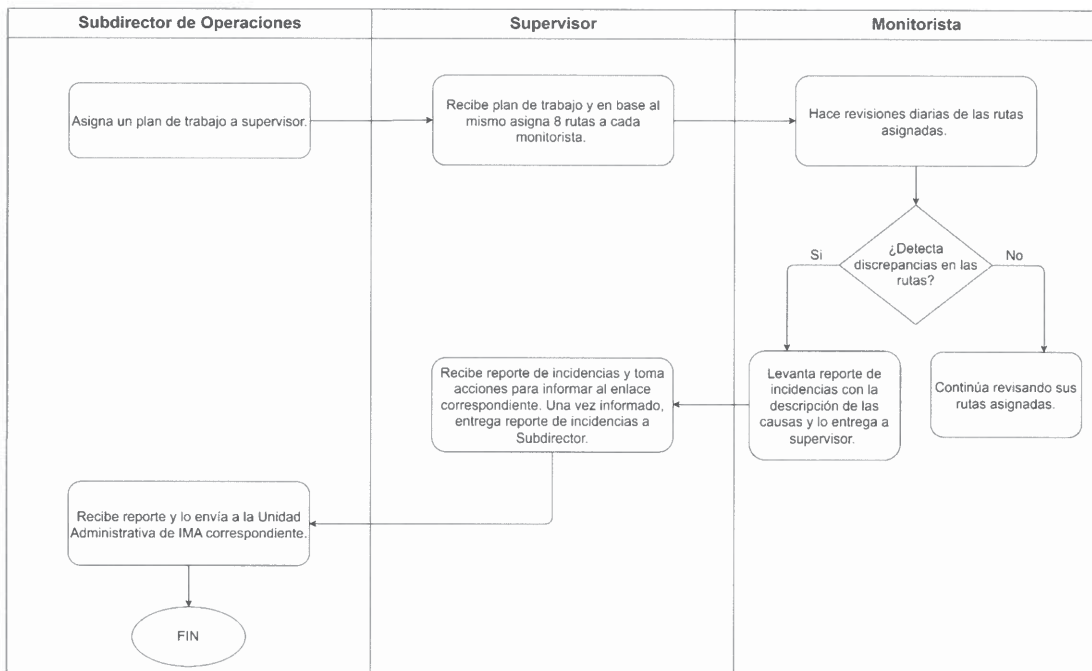 Subdirector de Operaciones
Supervisor
Monitorista
Asigna un plan de trabajo a supervisor.
Recibe plan de trabajo y en base al
mismo asigna 8 rutas a cada
monitorista.
Hace revisiones diarias de las rutas
asignadas.
¿Detecta
discrepancias en las
rutas?
Si
No
Levanta reporte de
incidencias con la
descripción de las
causas y lo entrega a
supervisor.
Continúa revisando sus
rutas asignadas.
Recibe reporte de incidencias y toma
acciones para informar al enlace
correspondiente. Una vez informado,
entrega reporte de incidencias a
Subdirector.
Recibe reporte y lo envía a la Unidad
Administrativa de IMA correspondiente.
FIN